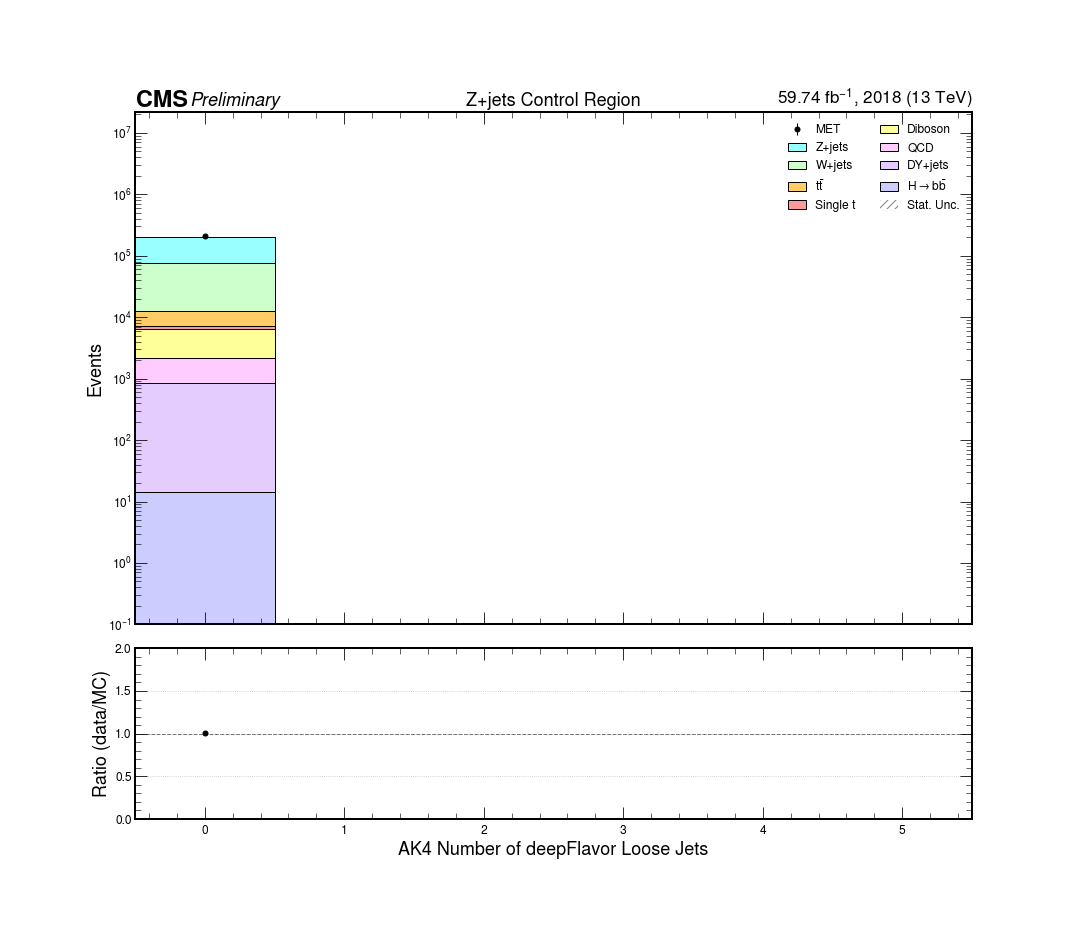 CMS Preliminary
Z+jets Control Region
59.74 fb⁻¹, 2018 (13 TeV)
MET
Z+jets
W+jets
tt̄
Single t
Diboson
QCD
DY+jets
H→bb̄
Stat. Unc.
Events
10⁷
10⁶
10⁵
10⁴
10³
10²
10¹
10⁰
10⁻¹
Ratio (data/MC)
2.0
1.5
1.0
0.5
0.0
0 1 2 3 4 5
AK4 Number of deepFlavor Loose Jets